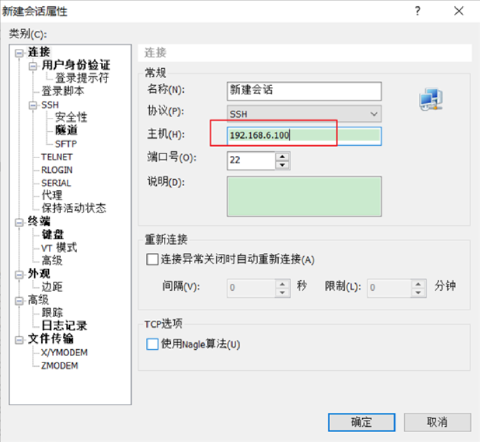 新建会话属性
类别(C):
连接
用户身份验证
登录提示符
登录脚本
SSH
安全性
隧道
SFTP
TELNET
RLOGIN
SERIAL
代理
保持活动状态
终端
键盘
VT 模式
高级
外观
边距
高级
跟踪
日志记录
文件传输
X/YMODEM
ZMODEM
连接
常规
名称(N): 新建会话
协议(P): SSH
主机(H): 192.168.6.100
端口号(O): 22
说明(D):
重新连接
连接异常关闭时自动重新连接(A)
间隔(V): 0 秒 限制(L): 0 分钟
TCP选项
使用Nagle算法(U)
确定 取消